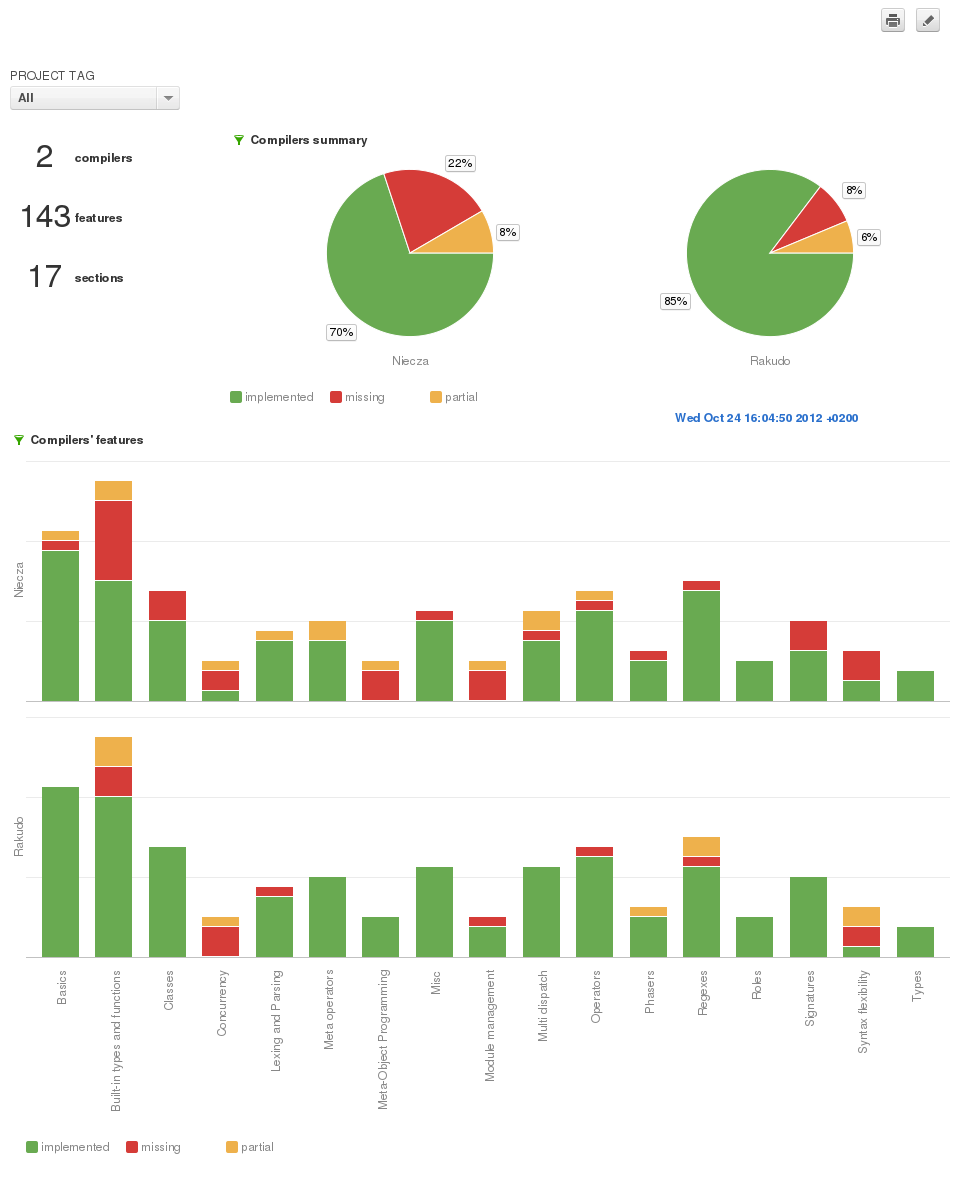 PROJECT TAG
All
2 compilers
143 features
17 sections
Compilers summary
22%
8%
70%
Niecza
8%
6%
85%
Rakudo
implemented missing partial
Wed Oct 24 16:04:50 2012 +0200
Compilers' features
Niecza
Rakudo
Basics
Built-in types and functions
Classes
Concurrency
Lexing and Parsing
Meta operators
Meta-Object Programming
Misc
Module management
Multi dispatch
Operators
Phasers
Regexes
Roles
Signatures
Syntax flexibility
Types
implemented missing partial